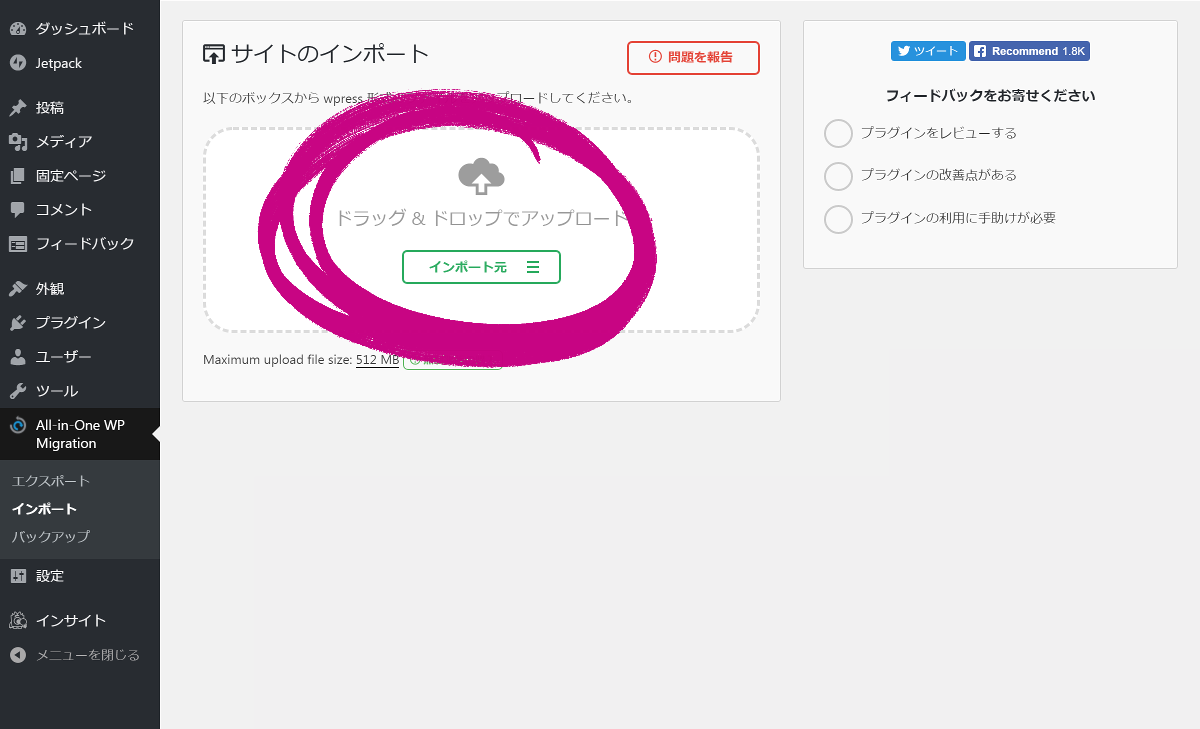 ダッシュボード
Jetpack
投稿
メディア
固定ページ
コメント
フィードバック
外観
プラグイン
ユーザー
ツール
All-in-One WP
Migration
エクスポート
インポート
バックアップ
設定
インサイト
メニューを閉じる
サイトのインポート
問題を報告
以下のボックスから wpress 形式 プロードしてください。
ドラッグ & ドロップでアップロード
インポート元
Maximum upload file size: 512 MB
ツイート
Recommend 1.8K
フィードバックをお寄せください
プラグインをレビューする
プラグインの改善点がある
プラグインの利用に手助けが必要